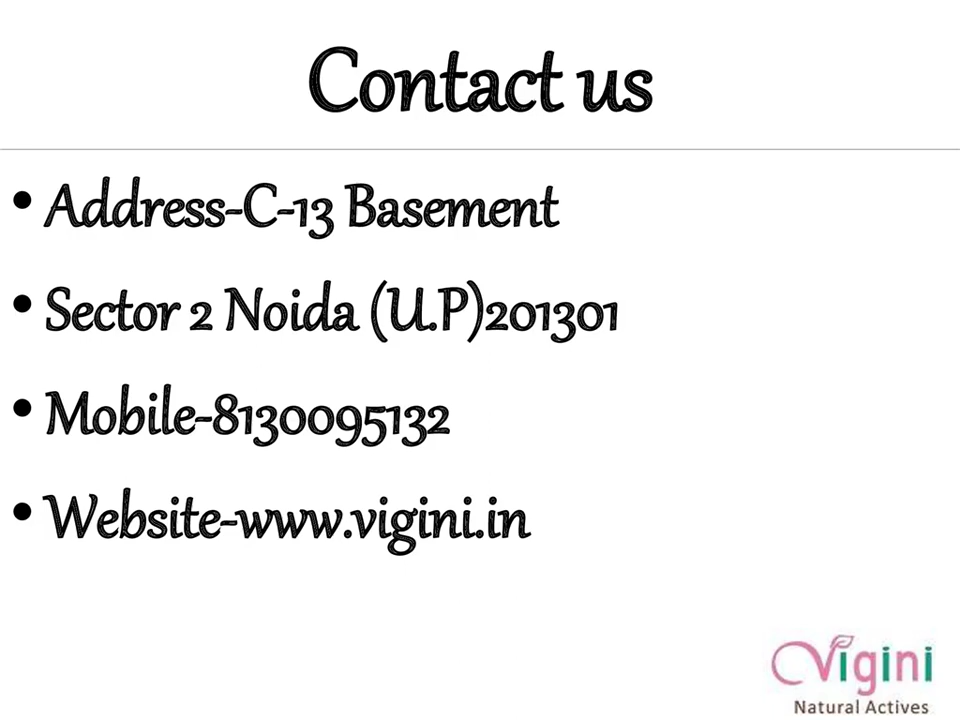 Contact us
• Address-C-13 Basement
• Sector 2 Noida (U.P)201301
• Mobile-8130095132
• Website-www.vigini.in
Vigini
Natural Actives